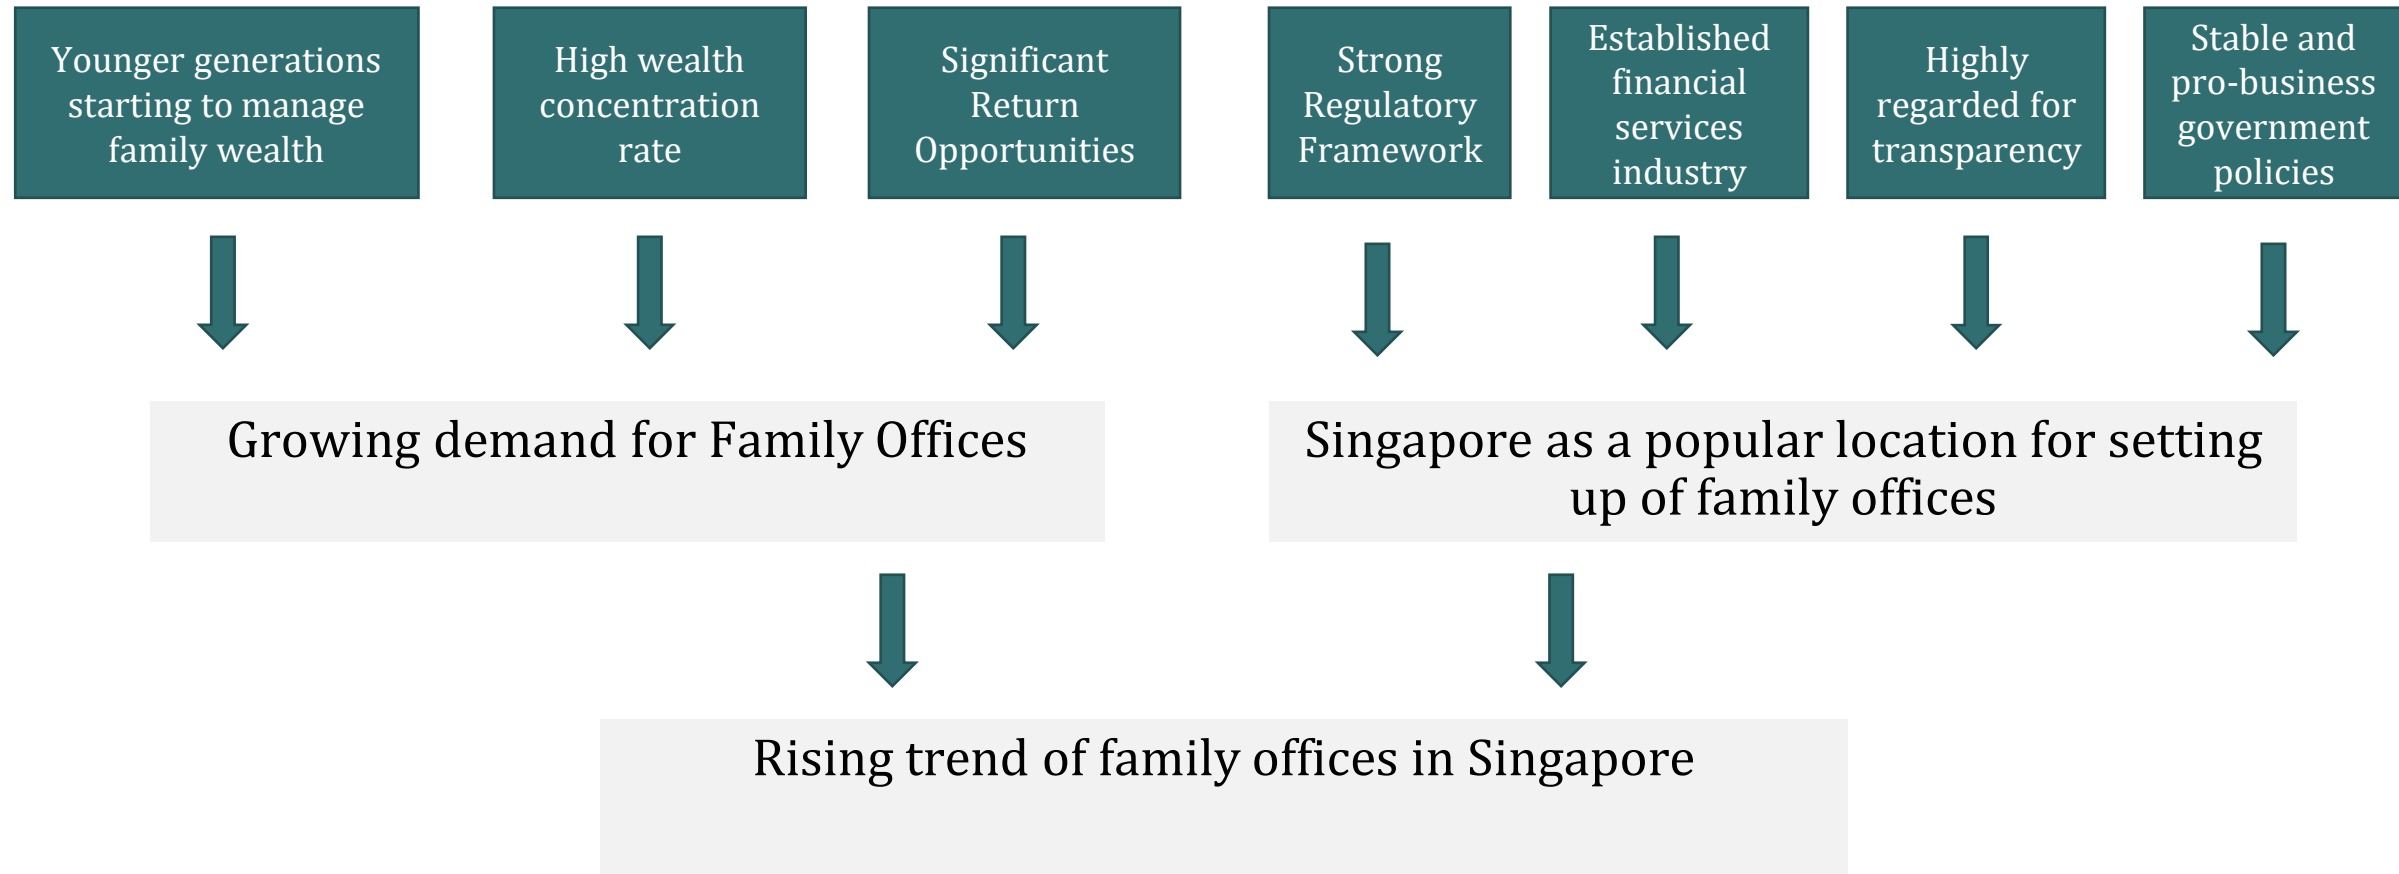 Younger generations
starting to manage
family wealth
High wealth
concentration
rate
Significant
Return
Opportunities
Strong
Regulatory
Framework
Established
financial
services
industry
Highly
regarded for
transparency
Stable and
pro-business
government
policies
Growing demand for Family Offices
Singapore as a popular location for setting
up of family offices
Rising trend of family offices in Singapore